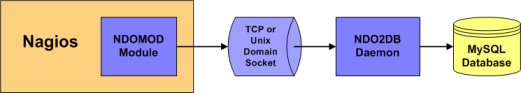 Nagios
NDOMOD
Module
TCP or
Unix
Domain
Socket
NDO2DB
Daemon
MySQL
Database